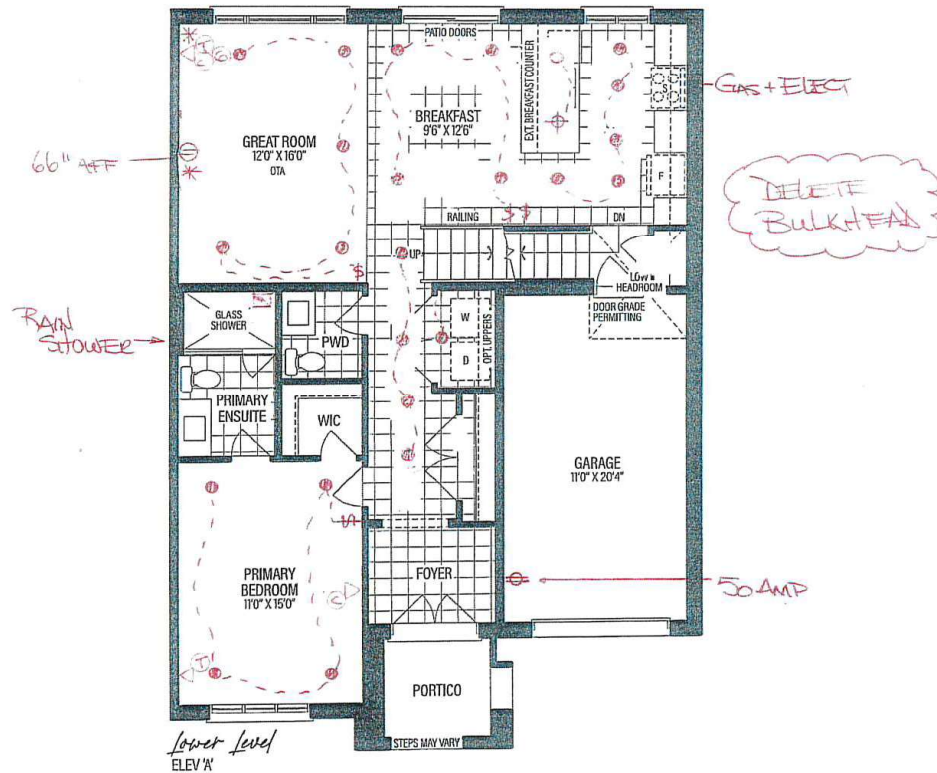 PATIO DOORS
GAS + ELECT
EXT. BREAKFAST COUNTER
S
BREAKFAST
9'6" X 12'6"
GREAT ROOM
12'0" X 16'0"
OTA
66" AFF
F
DELETE
BULKHEAD
RAILING
$ $
DN
UP
$
LOW
HEADROOM
DOOR GRADE
PERMITTING
GLASS
SHOWER
RAIN
SHOWER
PWD
W
D
OPT. UPPERS
PRIMARY
ENSUITE
WIC
GARAGE
11'0" X 20'4"
FOYER
50 AMP
PRIMARY
BEDROOM
11'0" X 15'0"
C
T
PORTICO
STEPS MAY VARY
Lower Level
ELEV 'A'